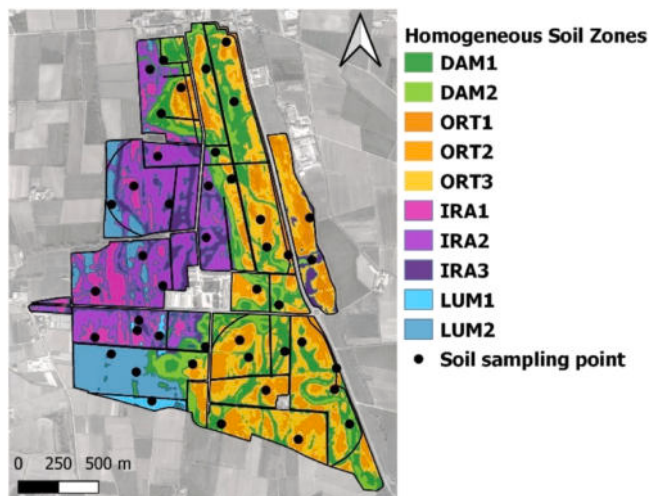 Homogeneous Soil Zones
DAM1
DAM2
ORT1
ORT2
ORT3
IRA1
IRA2
IRA3
LUM1
LUM2
Soil sampling point
0 250 500 m